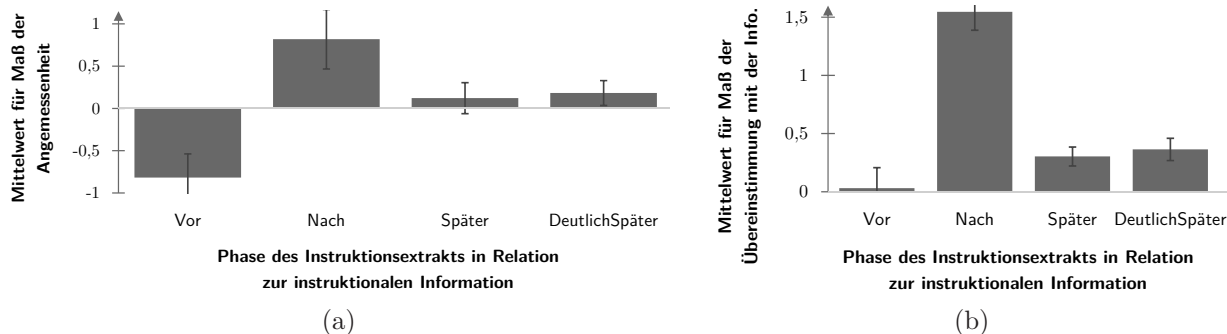 Mittelwert für Maß der
Angemessenheit
1
0,5
0
-0,5
-1
Vor
Nach
Später
DeutlichSpäter
Phase des Instruktionsextrakts in Relation
zur instruktionalen Information
(a)
Mittelwert für Maß der
Übereinstimmung mit der Info.
1,5
1
0,5
0
Vor
Nach
Später
DeutlichSpäter
Phase des Instruktionsextrakts in Relation
zur instruktionalen Information
(b)